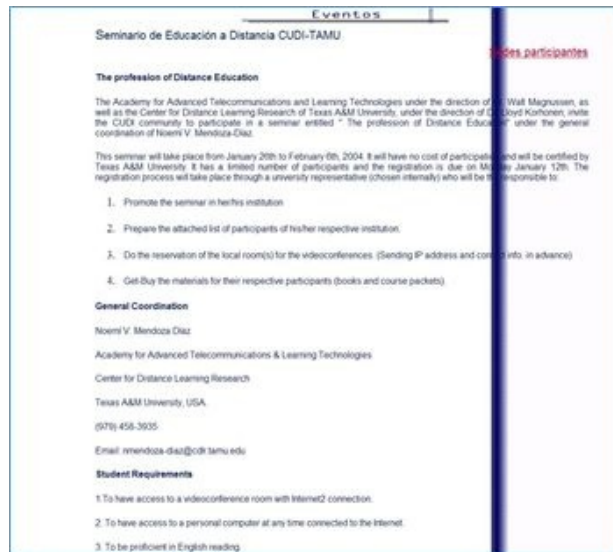 Eventos
Seminario de Educación a Distancia CUDI-TAMU
des participantes
The profession of Distance Education
The Academy for Advanced Telecommunications and Learning Technologies under the direction of Wall Magnussen, as
well as the Center for Distance Learning Research of Texas A&M University, under the direction of D Lloyd Korhonen, invite
the CUDI community to participate in a seminar entitled " The profession of Distance Education" under the general
coordination of Noemí V. Mendoza-Diaz.
This seminar will take place from January 26th to February 6th, 2004. It will have no cost of participation and will be certified by
Texas A&M University. It has a limited number of participants and the registration is due on Monday January 12th. The
registration process will take place through a university representative (chosen internally) who will be the responsible to:
1. Promote the seminar in her/his institution
2. Prepare the attached list of participants of his/her respective institution.
3. Do the reservation of the local room(s) for the videoconferences. (Sending IP address and contact info. in advance)
4. Get-Buy the materials for their respective participants (books and course packets)
General Coordination
Noemí V. Mendoza Diaz
Academy for Advanced Telecommunications & Learning Technologies
Center for Distance Learning Research
Texas A&M University, USA.
(979) 458-3935
Email: nmendoza-diaz@cdlr.tamu.edu
Student Requirements
1.To have access to a videoconference room with Internet2 connection.
2. To have access to a personal computer at any time connected to the Internet.
3. To be proficient in English reading.